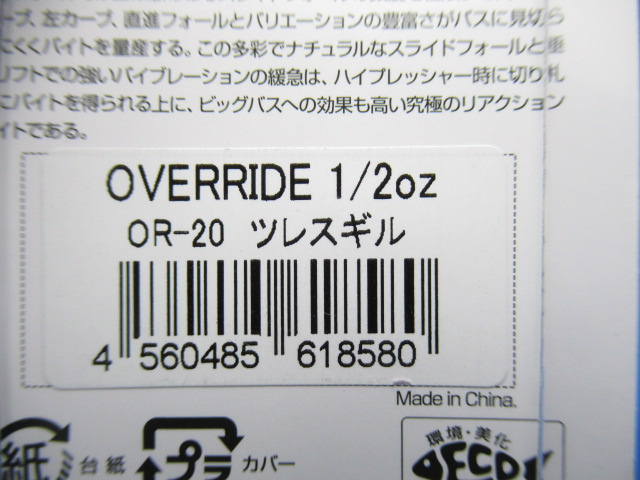 ープ、左カーブ、直進フォールとバリエーションの豊富さがバスに見切ら
にくくバイトを量産する。この多彩でナチュラルなスライドフォールと垂
リフトでの強いバイブレーションの緩急は、ハイプレッシャー時に切り札
にバイトを得られる上に、ビッグバスへの効果も高い究極のリアクション
イトである。
OVERRIDE 1/2oz
OR-20 ツレスギル
4 560485 618580
Made in China.
紙 台紙 プラ カバー
環境・美化
DECOY